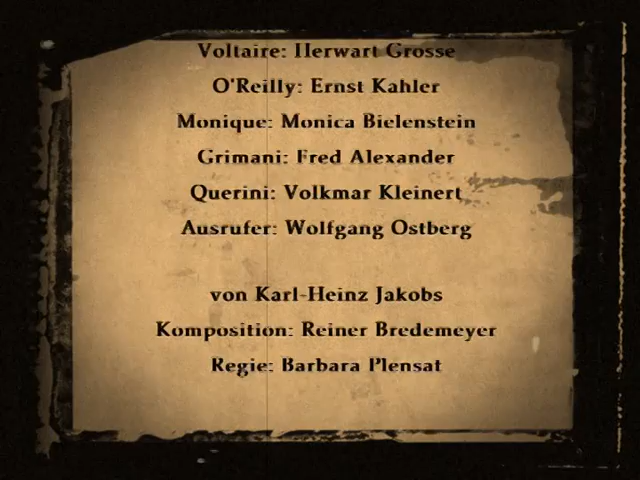 Voltaire: Herwart Grosse
O'Reilly: Ernst Kahler
Monique: Monica Bielenstein
Grimani: Fred Alexander
Querini: Volkmar Kleinert
Ausrufer: Wolfgang Ostberg
von Karl-Heinz Jakobs
Komposition: Reiner Bredemeyer
Regie: Barbara Plensat